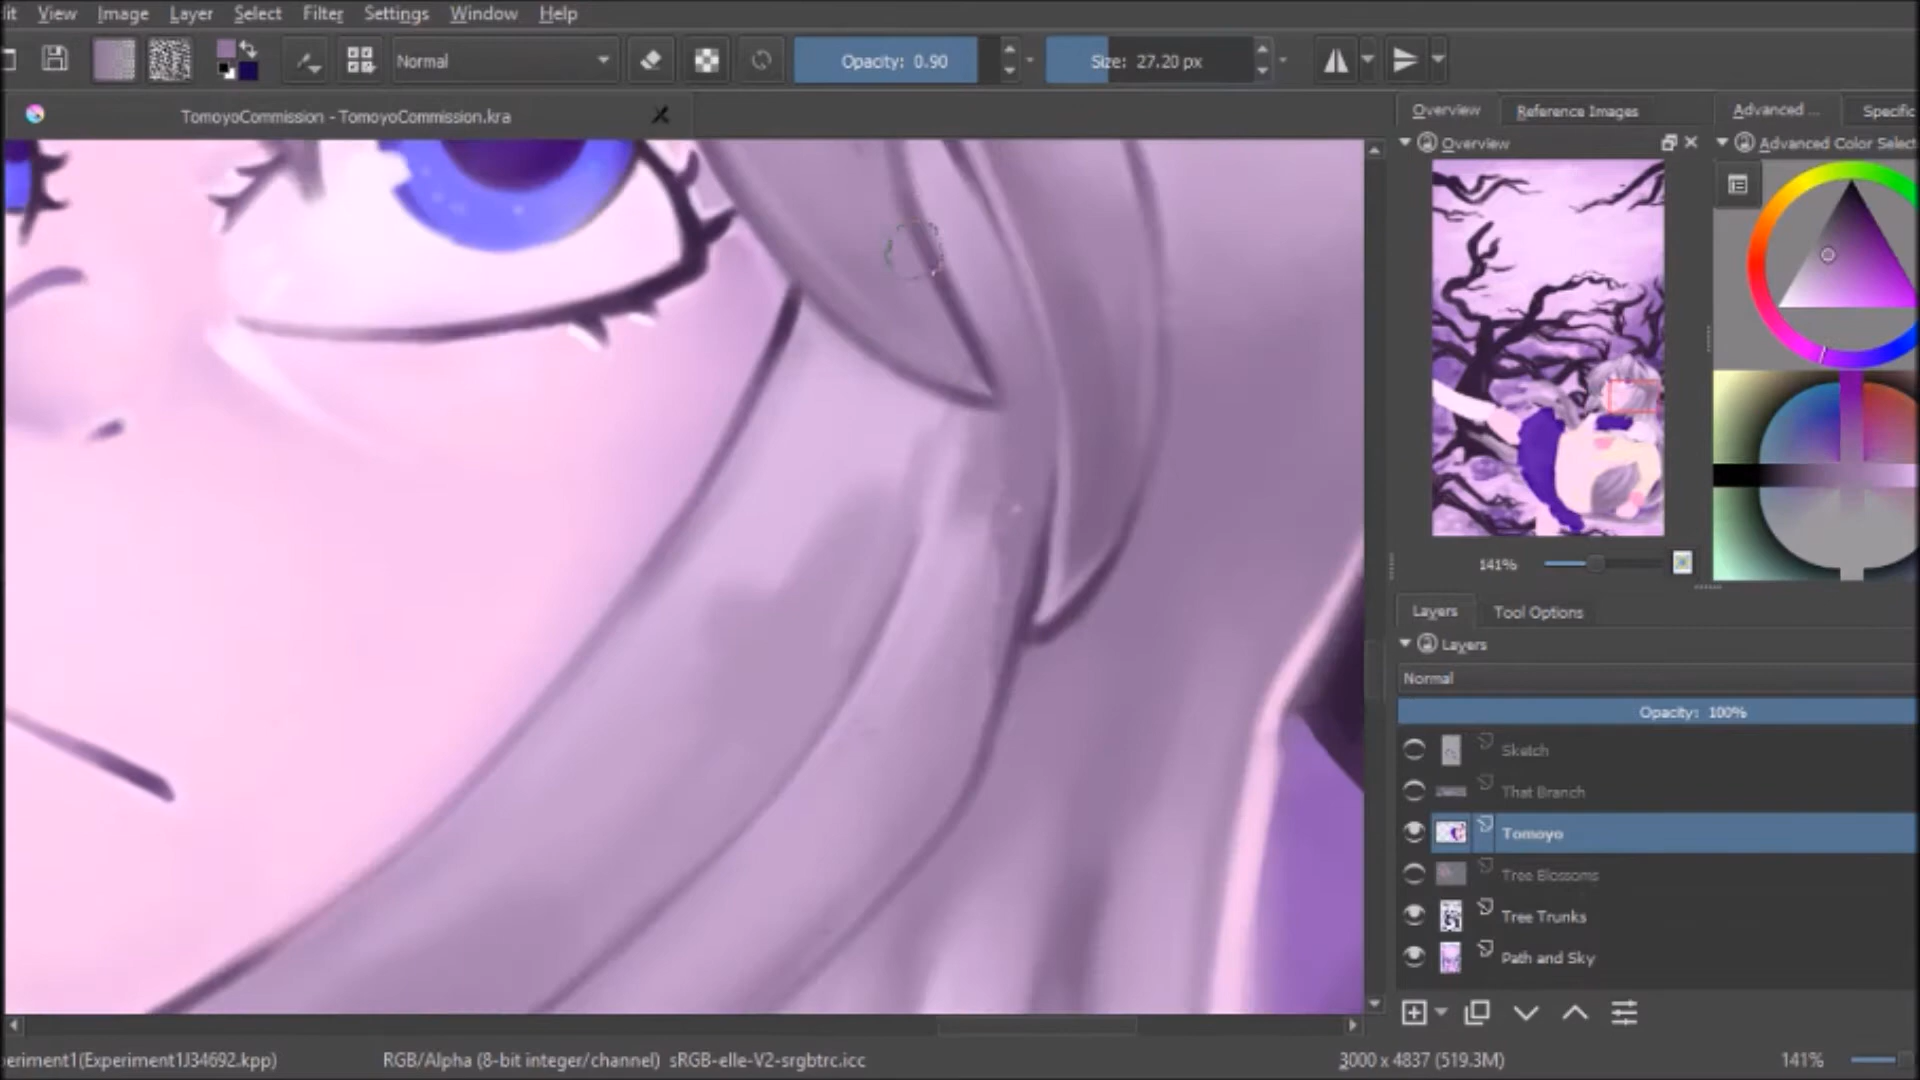 View Image Layer Select Filter Settings Window Help
Normal Opacity: 0.90 Size: 27.20 px
TomoyoCommission - TomoyoCommission.kra
Overview Reference Images Advanced ... Specific
Overview Advanced Color Select
141%
Layers Tool Options
Layers
Normal
Opacity: 100%
Sketch
That Branch
Tomoyo
Tree Blossoms
Tree Trunks
Path and Sky
periment1(Experiment1J34692.kpp) RGB/Alpha (8-bit integer/channel) sRGB-elle-V2-srgbtrc.icc 3000 x 4837 (519.3M) 141%